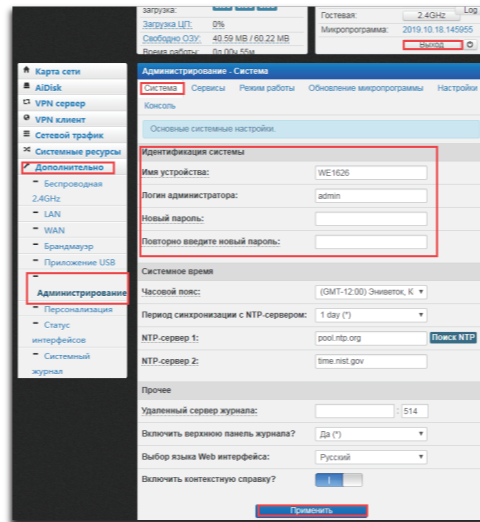 загрузка:
Загрузка ЦП: 0%
Свободно ОЗУ: 40.59 MB / 60.22 MB
Время работы: 0д 00ч 55м
Log
Гостевая: 2.4GHz
Микропрограмма: 2019.10.18.145955
Выход
Карта сети
AiDisk
VPN сервер
VPN клиент
Сетевой трафик
Системные ресурсы
Дополнительно
Беспроводная
2.4GHz
LAN
WAN
Брандмауэр
Приложение USB
Администрирование
Персонализация
Статус
интерфейсов
Системный
журнал
Администрирование - Система
Система Сервисы Режим работы Обновление микропрограммы Настройки
Консоль
Основные системные настройки.
Идентификация системы
Имя устройства: WE1626
Логин администратора: admin
Новый пароль:
Повторно введите новый пароль:
Системное время
Часовой пояс: (GMT-12:00) Эниветок, К
Период синхронизации с NTP-сервером: 1 day (*)
NTP-сервер 1: pool.ntp.org Поиск NTP
NTP-сервер 2: time.nist.gov
Прочее
Удаленный сервер журнала: : 514
Включить верхнюю панель журнала? Да (*)
Выбор языка Web интерфейса: Русский
Включить контекстную справку?
Применить